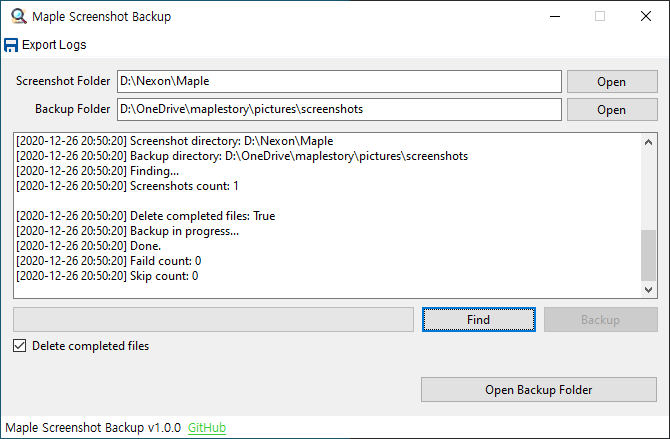 Maple Screenshot Backup
Export Logs
Screenshot Folder D:\Nexon\Maple Open
Backup Folder D:\OneDrive\maplestory\pictures\screenshots Open
[2020-12-26 20:50:20] Screenshot directory: D:\Nexon\Maple
[2020-12-26 20:50:20] Backup directory: D:\OneDrive\maplestory\pictures\screenshots
[2020-12-26 20:50:20] Finding...
[2020-12-26 20:50:20] Screenshots count: 1
[2020-12-26 20:50:20] Delete completed files: True
[2020-12-26 20:50:20] Backup in progress...
[2020-12-26 20:50:20] Done.
[2020-12-26 20:50:20] Faild count: 0
[2020-12-26 20:50:20] Skip count: 0
Find Backup
Delete completed files
Open Backup Folder
Maple Screenshot Backup v1.0.0 GitHub